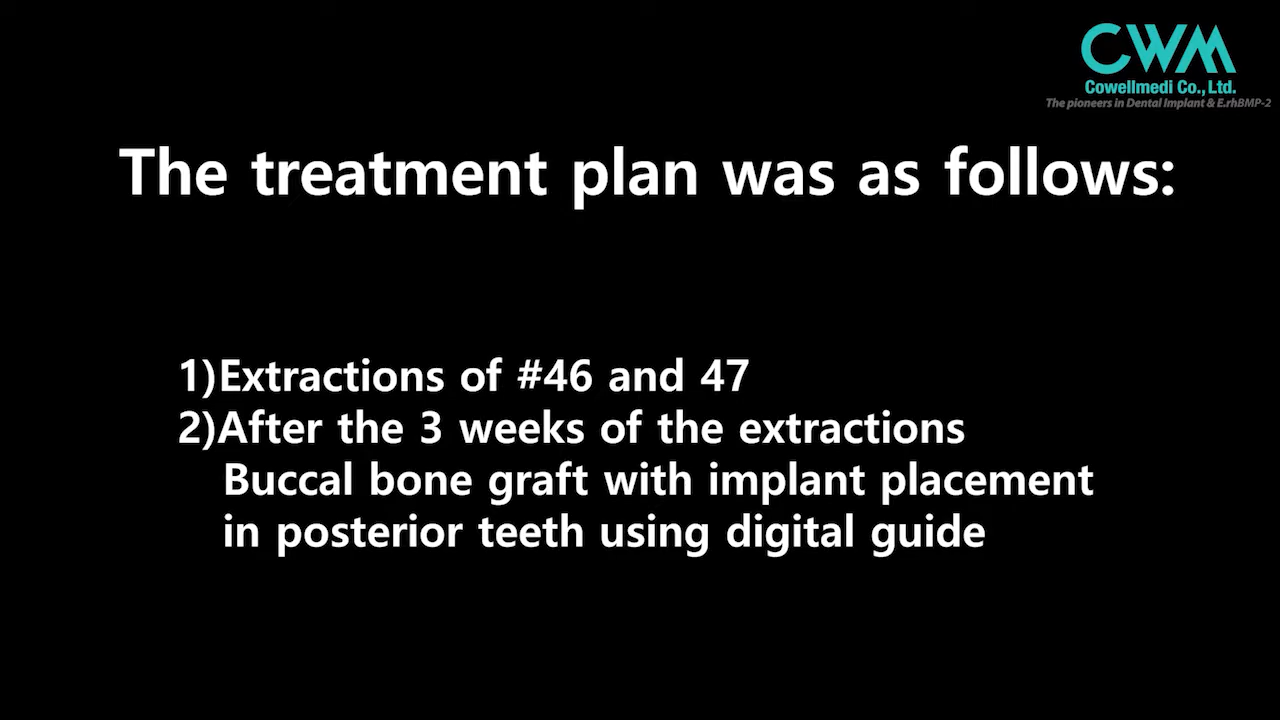 CWM
Cowellmedi Co., Ltd.
The pioneers in Dental Implant & E.rhBMP-2
The treatment plan was as follows:
1)Extractions of #46 and 47
2)After the 3 weeks of the extractions
Buccal bone graft with implant placement
in posterior teeth using digital guide